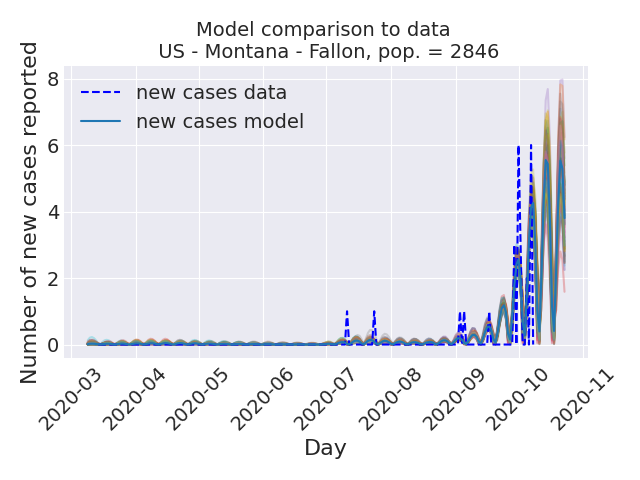 Model comparison to data
US - Montana - Fallon, pop. = 2846
Number of new cases reported
8
6
4
2
0
new cases data
new cases model
2020-03
2020-04
2020-05
2020-06
2020-07
2020-08
2020-09
2020-10
2020-11
Day